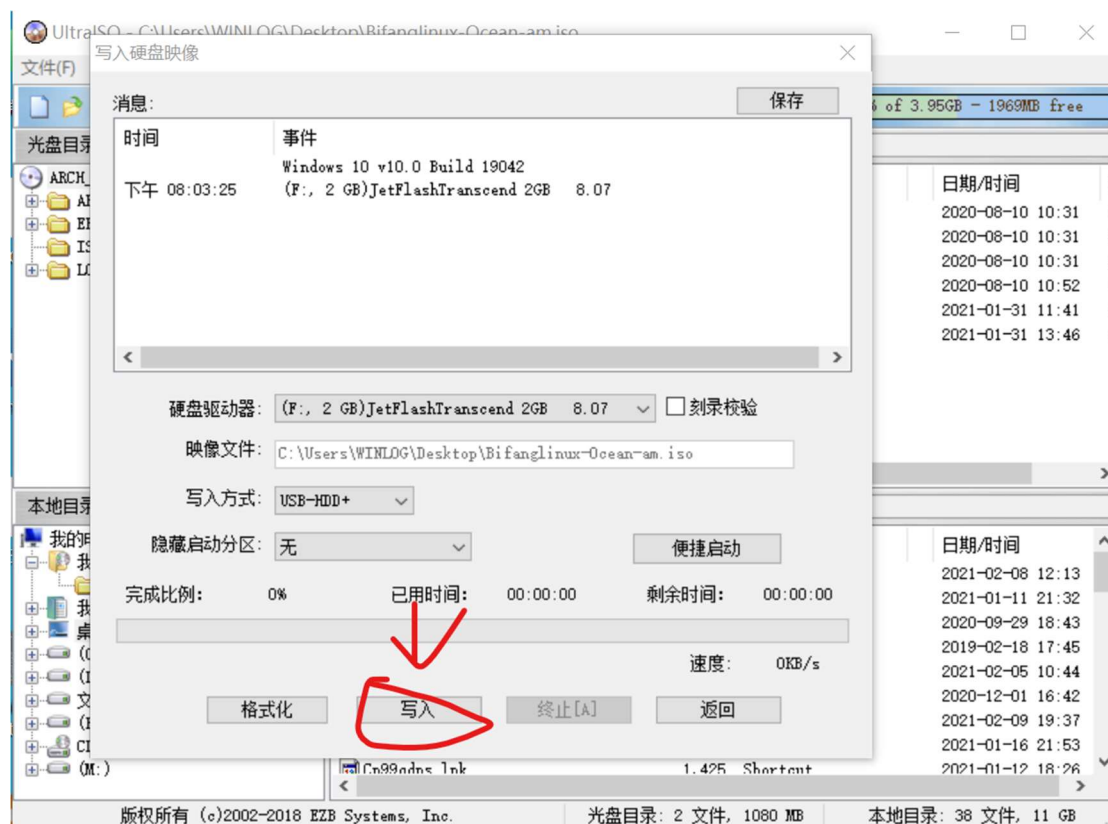 UltraISO - C:\Users\WINLOG\Desktop\Bifanglinux-Ocean-am.iso
写入硬盘映像
文件(F)
消息:
保存
of 3.95GB - 1969MB free
光盘目录
时间
事件
Windows 10 v10.0 Build 19042
下午 08:03:25
(F:, 2 GB)JetFlashTranscend 2GB 8.07
ARCH_
日期/时间
2020-08-10 10:31
2020-08-10 10:31
2020-08-10 10:31
2020-08-10 10:52
2021-01-31 11:41
2021-01-31 13:46
硬盘驱动器:
(F:, 2 GB)JetFlashTranscend 2GB 8.07
刻录校验
映像文件:
C:\Users\WINLOG\Desktop\Bifanglinux-Ocean-am.iso
写入方式:
USB-HDD+
本地目录
隐藏启动分区:
无
便捷启动
我的
我
日期/时间
2021-02-08 12:13
2021-01-11 21:32
2020-09-29 18:43
2019-02-18 17:45
2021-02-05 10:44
2020-12-01 16:42
2021-02-09 19:37
2021-01-16 21:53
2021-01-12 18:26
完成比例:
0%
已用时间:
00:00:00
剩余时间:
00:00:00
速度:
0KB/s
格式化
写入
终止[A]
返回
(M:)
Cn99qdns.lnk
1,425 Shortcut
版权所有 (c)2002-2018 EZB Systems, Inc.
光盘目录: 2 文件, 1080 MB
本地目录: 38 文件, 11 GB